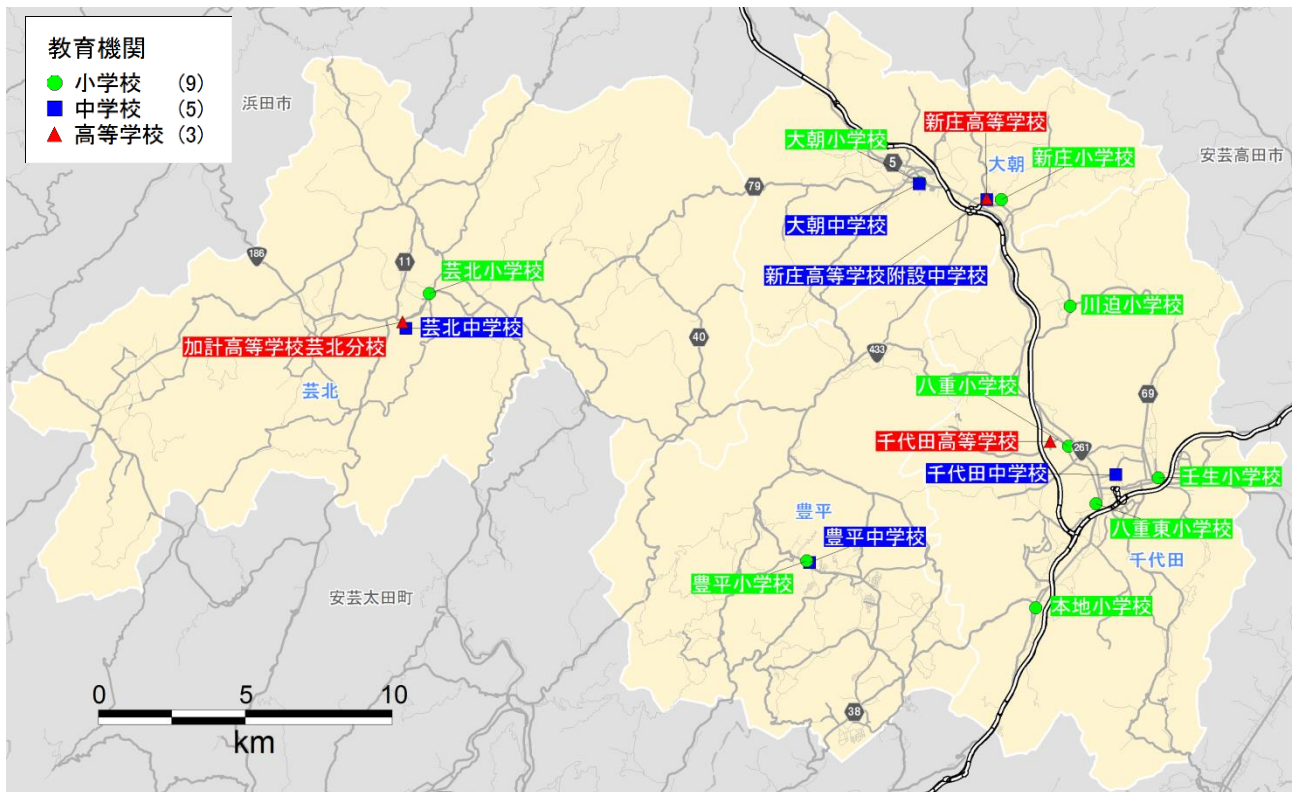 教育機関
小学校 (9)
中学校 (5)
高等学校 (3)
浜田市
安芸高田市
新庄高等学校
大朝小学校
新庄小学校
大朝
5
79
大朝中学校
186
11
芸北小学校
新庄高等学校附設中学校
川迫小学校
芸北中学校
加計高等学校芸北分校
40
433
芸北
八重小学校
69
千代田高等学校
261
千代田中学校
壬生小学校
豊平
八重東小学校
豊平中学校
千代田
豊平小学校
安芸太田町
本地小学校
38
0 5 10
km